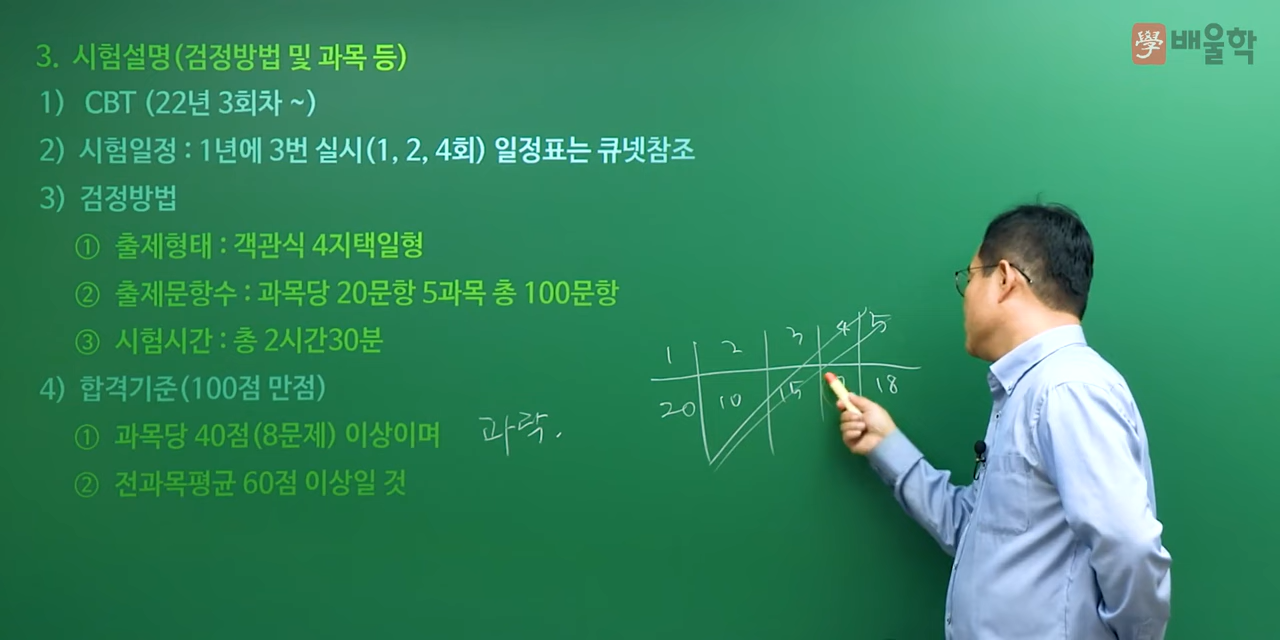 學 배울학
3. 시험설명(검정방법 및 과목 등)
1) CBT (22년 3회차 ~)
2) 시험일정 : 1년에 3번 실시(1, 2, 4회) 일정표는 큐넷참조
3) 검정방법
① 출제형태 : 객관식 4지택일형
② 출제문항수 : 과목당 20문항 5과목 총 100문항
③ 시험시간 : 총 2시간30분
4) 합격기준(100점 만점)
① 과목당 40점(8문제) 이상이며
② 전과목평균 60점 이상일 것
과락.
1 2 3 4 5
20 10 15 18